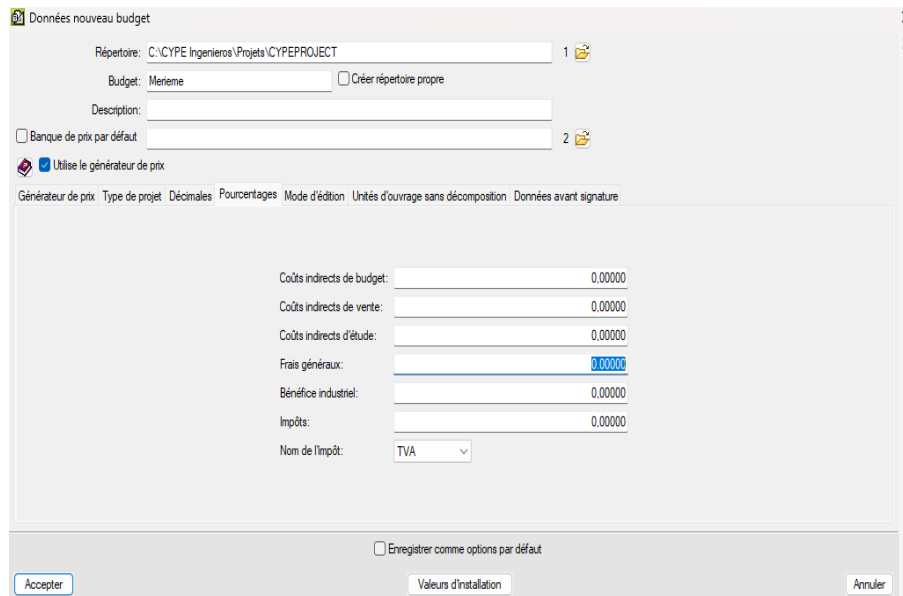 Données nouveau budget
Répertoire: C:\CYPE Ingenieros\Projets\CYPEPROJECT 1
Budget: Merieme Créer répertoire propre
Description:
Banque de prix par défaut 2
Utilise le générateur de prix
Générateur de prix Type de projet Décimales Pourcentages Mode d'édition Unités d'ouvrage sans décomposition Données avant signature
Coûts indirects de budget: 0,00000
Coûts indirects de vente: 0,00000
Coûts indirects d'étude: 0,00000
Frais généraux: 0,00000
Bénéfice industriel: 0,00000
Impôts: 0,00000
Nom de l'impôt: TVA
Enregistrer comme options par défaut
Accepter Valeurs d'installation Annuler